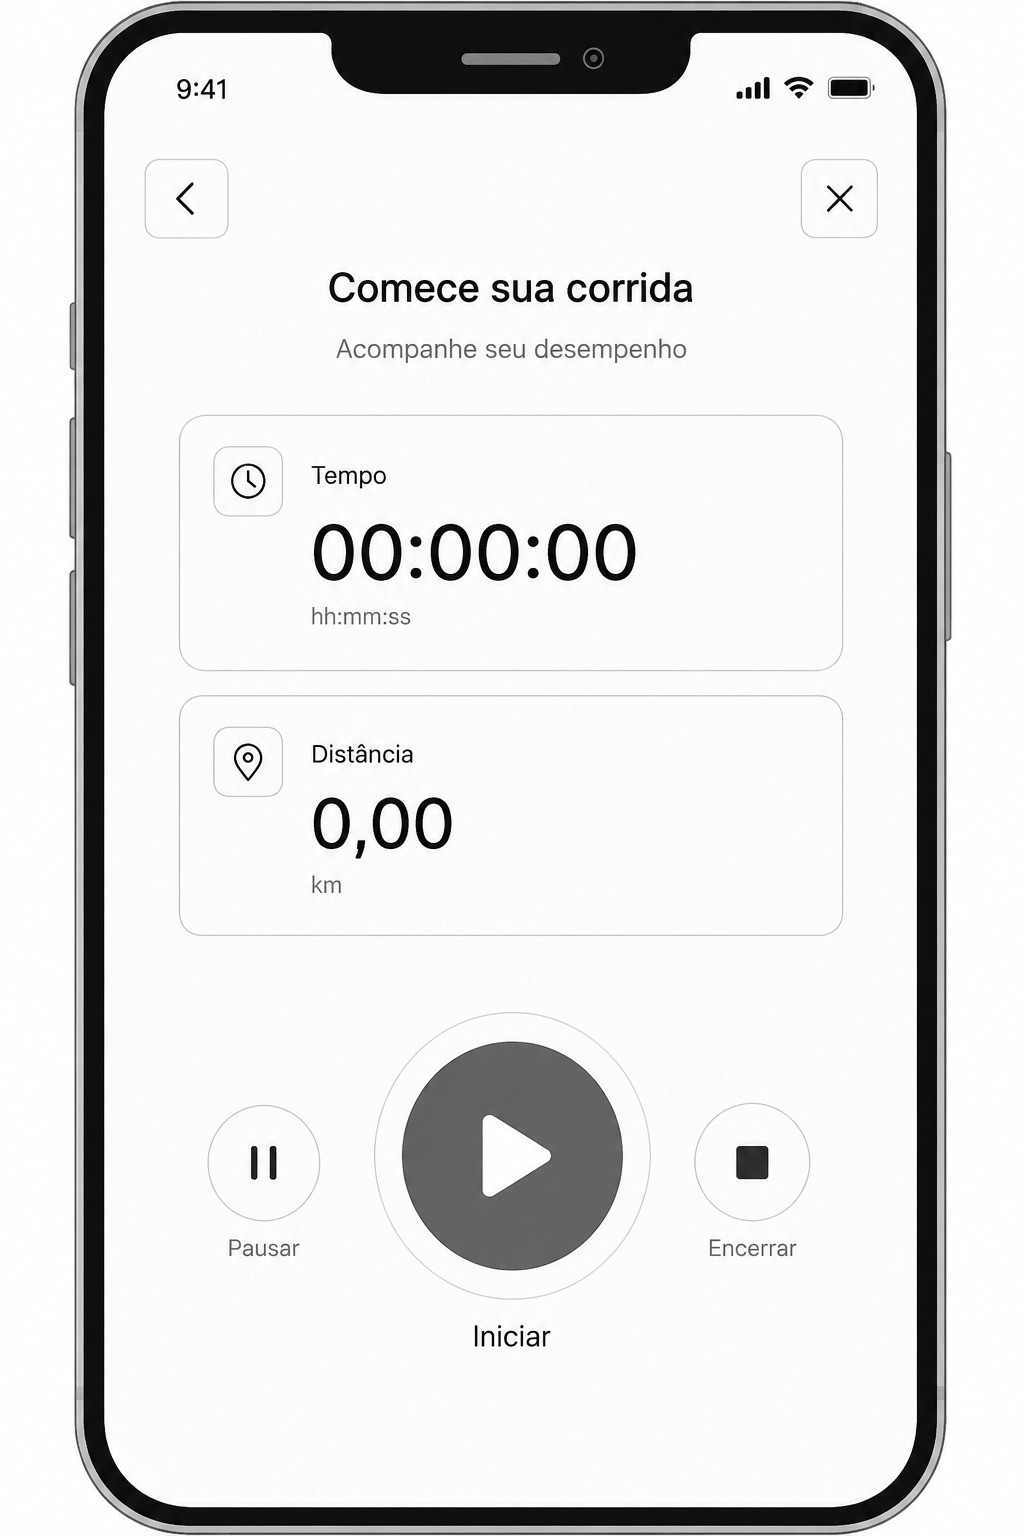 9:41
Comece sua corrida
Acompanhe seu desempenho
Tempo
00:00:00
hh:mm:ss
Distância
0,00
km
Pausar
Encerrar
Iniciar